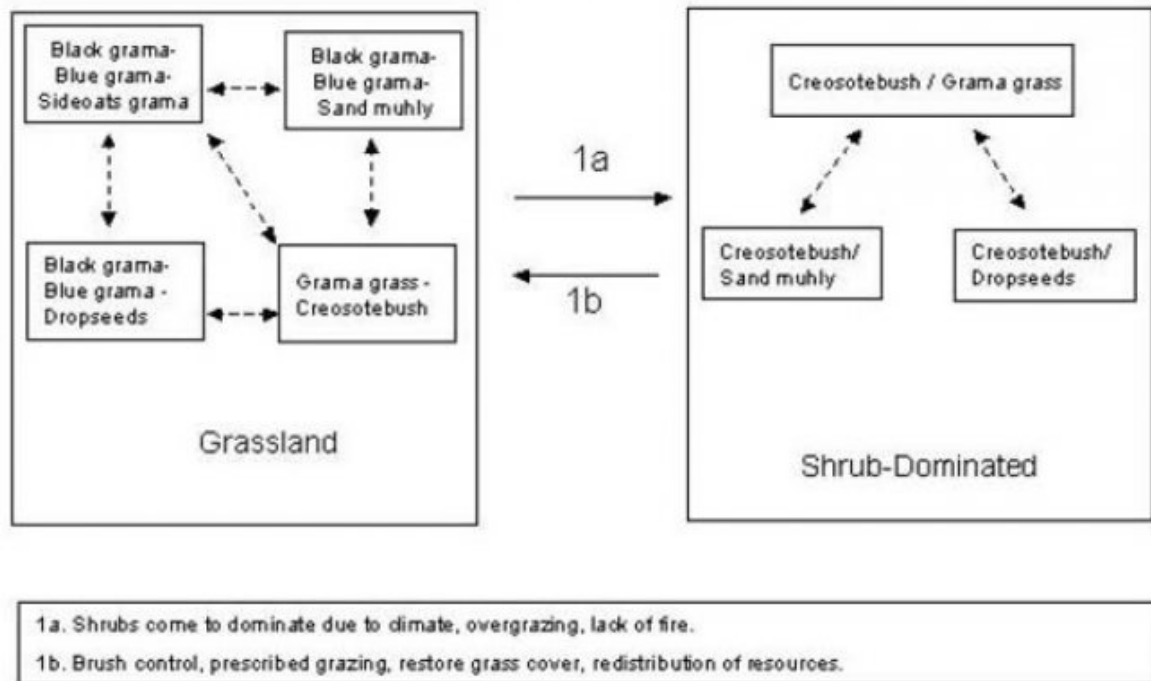 Black grama-
Blue grama-
Sideoats grama
Black grama-
Blue grama-
Sand muhly
Black grama-
Blue grama -
Dropseeds
Grama grass -
Creosotebush
Grassland
1a
1b
Creosotebush / Grama grass
Creosotebush/
Sand muhly
Creosotebush/
Dropseeds
Shrub-Dominated
1a. Shrubs come to dominate due to climate, overgrazing, lack of fire.
1b. Brush control, prescribed grazing, restore grass cover, redistribution of resources.